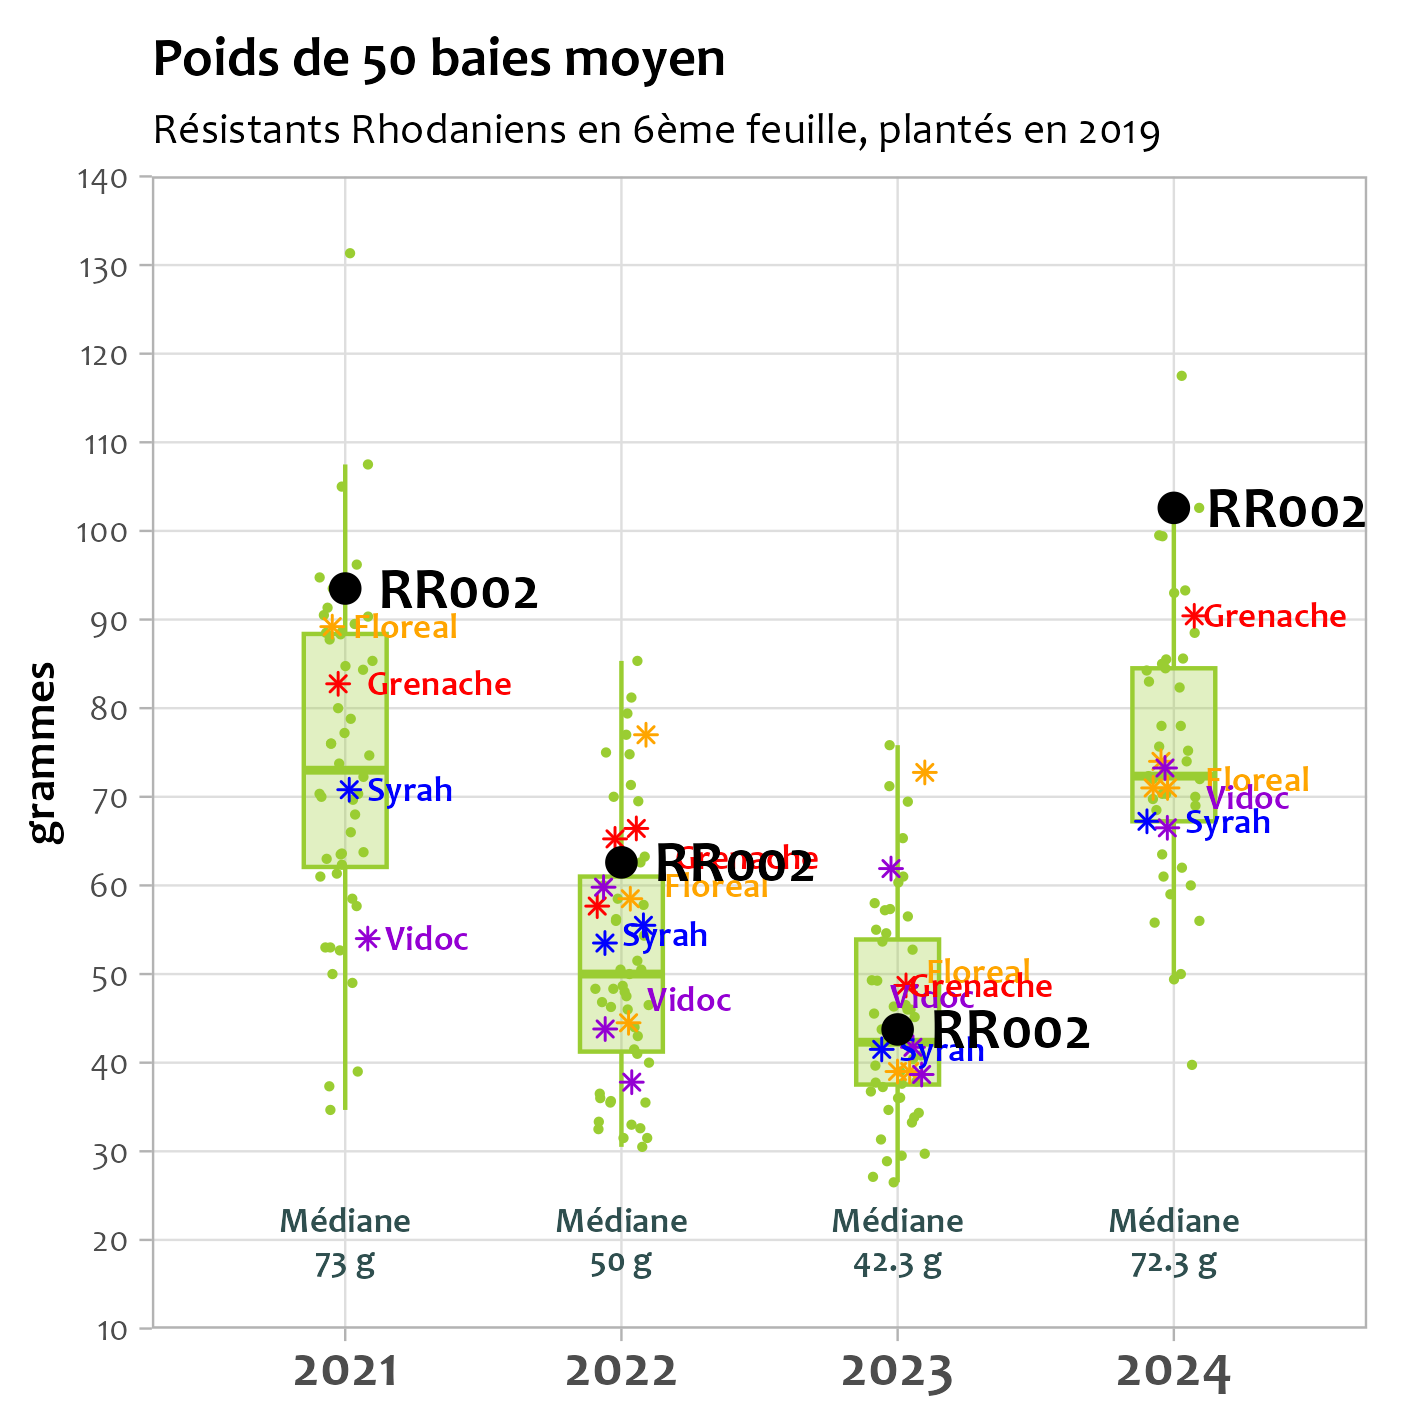 Poids de 50 baies moyen
Résistants Rhodaniens en 6ème feuille, plantés en 2019
grammes
140
130
120
110
100
90
80
70
60
50
40
30
20
10
RR002
Floreal
Grenache
Syrah
Vidoc
Médiane
73 g
Grenache
RR002
Floreal
Syrah
Vidoc
Médiane
50 g
Floreal
Grenache
Vidoc
RR002
Syrah
Médiane
42.3 g
RR002
Grenache
Floreal
Vidoc
Syrah
Médiane
72.3 g
2021
2022
2023
2024